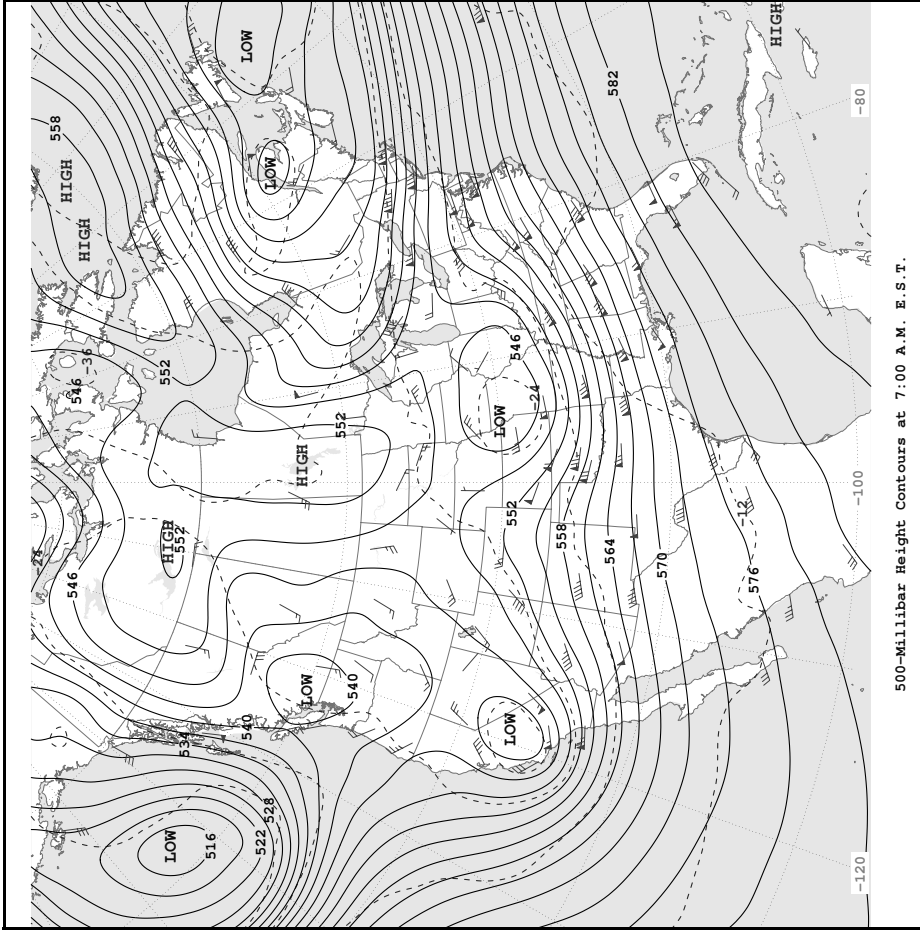 -24
558
HIGH
546
546
HIGH
-36
552
HIGH
LOW
552
534
516
LOW
540
522
528
LOW
HIGH
LOW
552
540
LOW
LOW
552
546
-24
558
564
582
570
-12
576
HIGH
-120
-100
-80
500-Millibar Height Contours at 7:00 A.M. E.S.T.